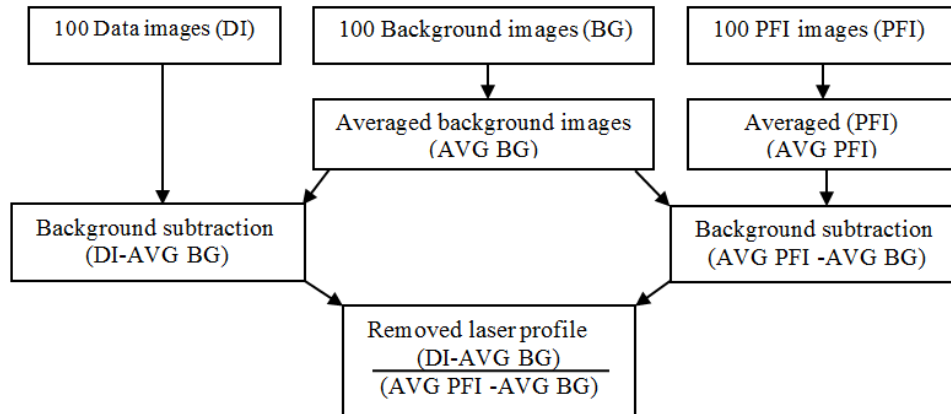 100 Data images (DI)
100 Background images (BG)
100 PFI images (PFI)
Averaged background images
(AVG BG)
Averaged (PFI)
(AVG PFI)
Background subtraction
(DI-AVG BG)
Background subtraction
(AVG PFI -AVG BG)
Removed laser profile
(DI-AVG BG)
(AVG PFI -AVG BG)